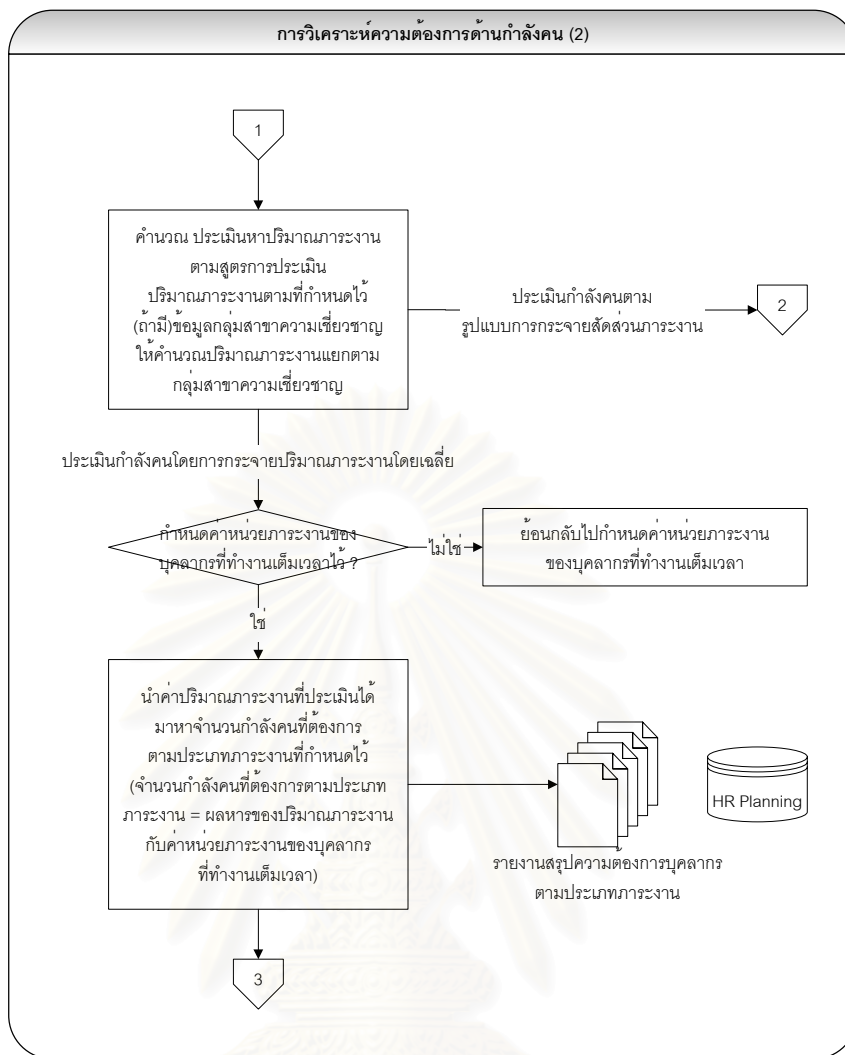 การวิเคราะห์ความต้องการด้านกำลังคน (2)
1
คำนวณ ประเมินหาปริมาณภาระงาน
ตามสูตรการประเมิน
ปริมาณภาระงานตามที่กำหนดไว้
(ถ้ามี)ข้อมูลกลุ่มสาขาความเชี่ยวชาญ
ให้คำนวณปริมาณภาระงานแยกตาม
กลุ่มสาขาความเชี่ยวชาญ
ประเมินกำลังคนตาม
รูปแบบการกระจายสัดส่วนภาระงาน
2
ประเมินกำลังคนโดยการกระจายปริมาณภาระงานโดยเฉลี่ย
กำหนดค่าหน่วยภาระงานของ
บุคลากรที่ทำงานเต็มเวลาไว้ ?
ไม่ใช่
ย้อนกลับไปกำหนดค่าหน่วยภาระงาน
ของบุคลากรที่ทำงานเต็มเวลา
ใช่
นำค่าปริมาณภาระงานที่ประเมินได้
มาหาจำนวนกำลังคนที่ต้องการ
ตามประเภทภาระงานที่กำหนดไว้
(จำนวนกำลังคนที่ต้องการตามประเภท
ภาระงาน = ผลหารของปริมาณภาระงาน
กับค่าหน่วยภาระงานของบุคลากร
ที่ทำงานเต็มเวลา)
HR Planning
รายงานสรุปความต้องการบุคลากร
ตามประเภทภาระงาน
3